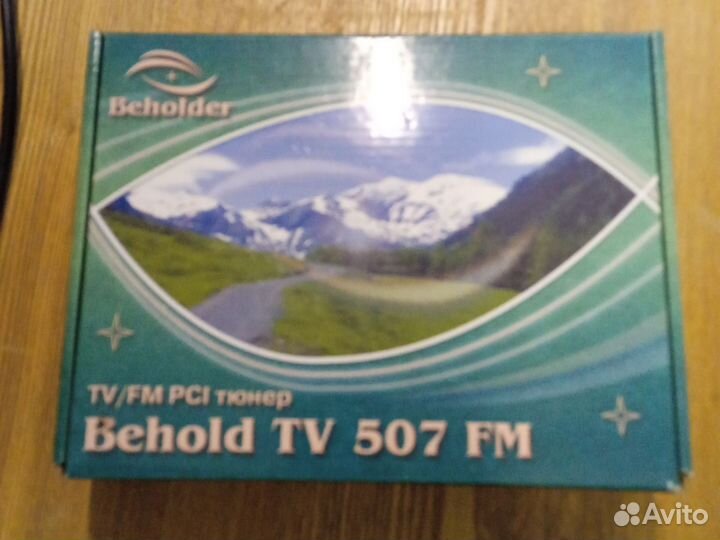 Beholder
TV/FM PCI тюнер
Behold TV 507 FM
Avito